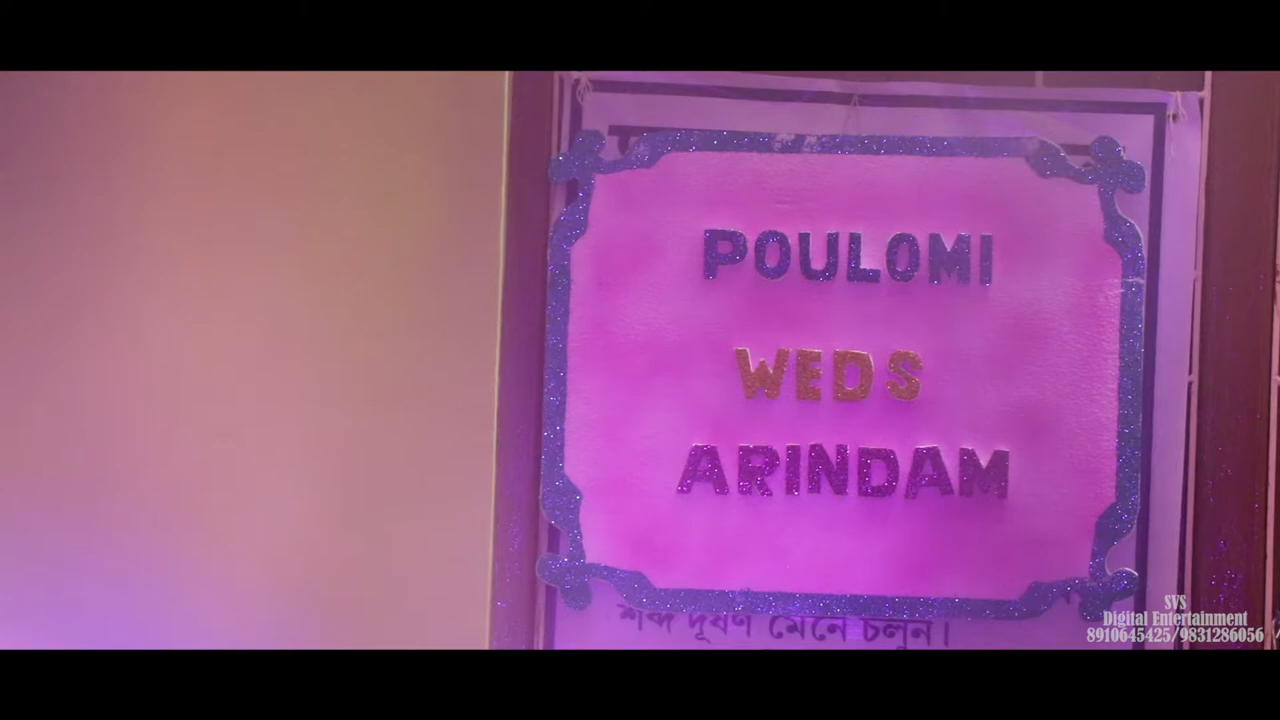 POULOMI
WEDS
ARINDAM
শব্দ দূষণ মেনে চলুন।
SVS
Digital Entertainment
8910645425/9831286056